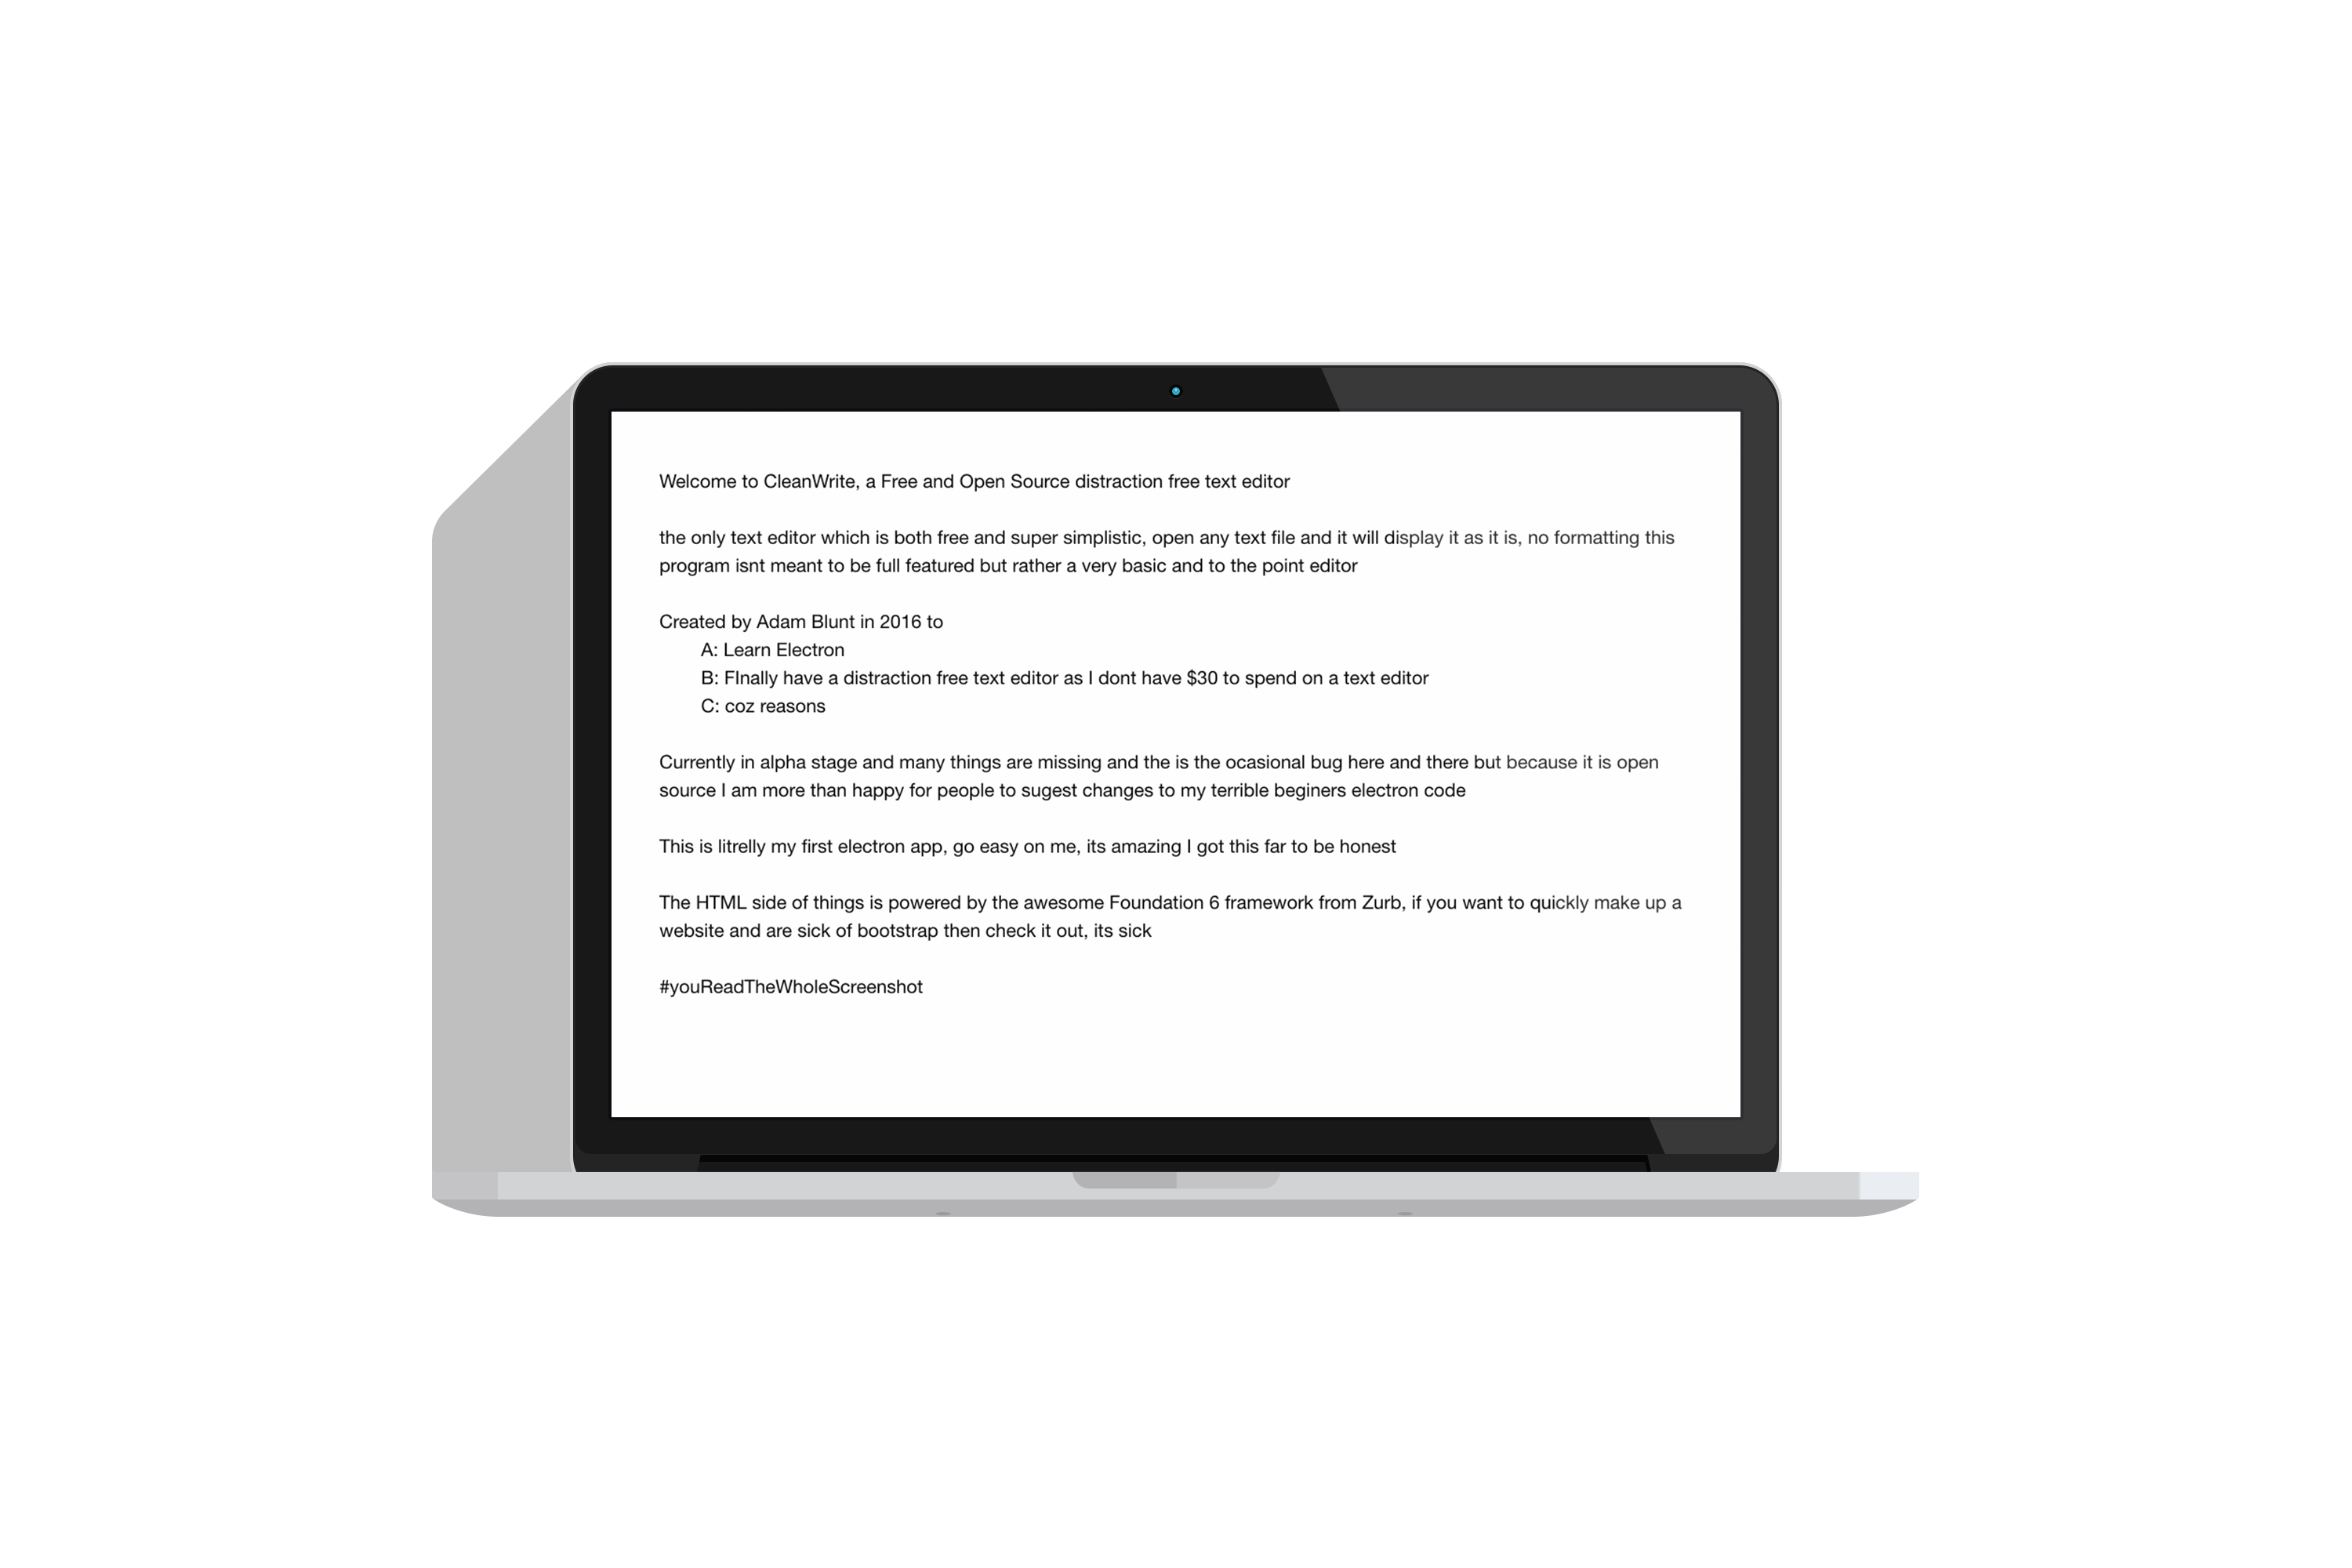 Welcome to CleanWrite, a Free and Open Source distraction free text editor
the only text editor which is both free and super simplistic, open any text file and it will display it as it is, no formatting this
program isnt meant to be full featured but rather a very basic and to the point editor
Created by Adam Blunt in 2016 to
A: Learn Electron
B: FInally have a distraction free text editor as I dont have $30 to spend on a text editor
C: coz reasons
Currently in alpha stage and many things are missing and the is the ocasional bug here and there but because it is open
source I am more than happy for people to sugest changes to my terrible beginers electron code
This is litrelly my first electron app, go easy on me, its amazing I got this far to be honest
The HTML side of things is powered by the awesome Foundation 6 framework from Zurb, if you want to quickly make up a
website and are sick of bootstrap then check it out, its sick
#youReadTheWholeScreenshot